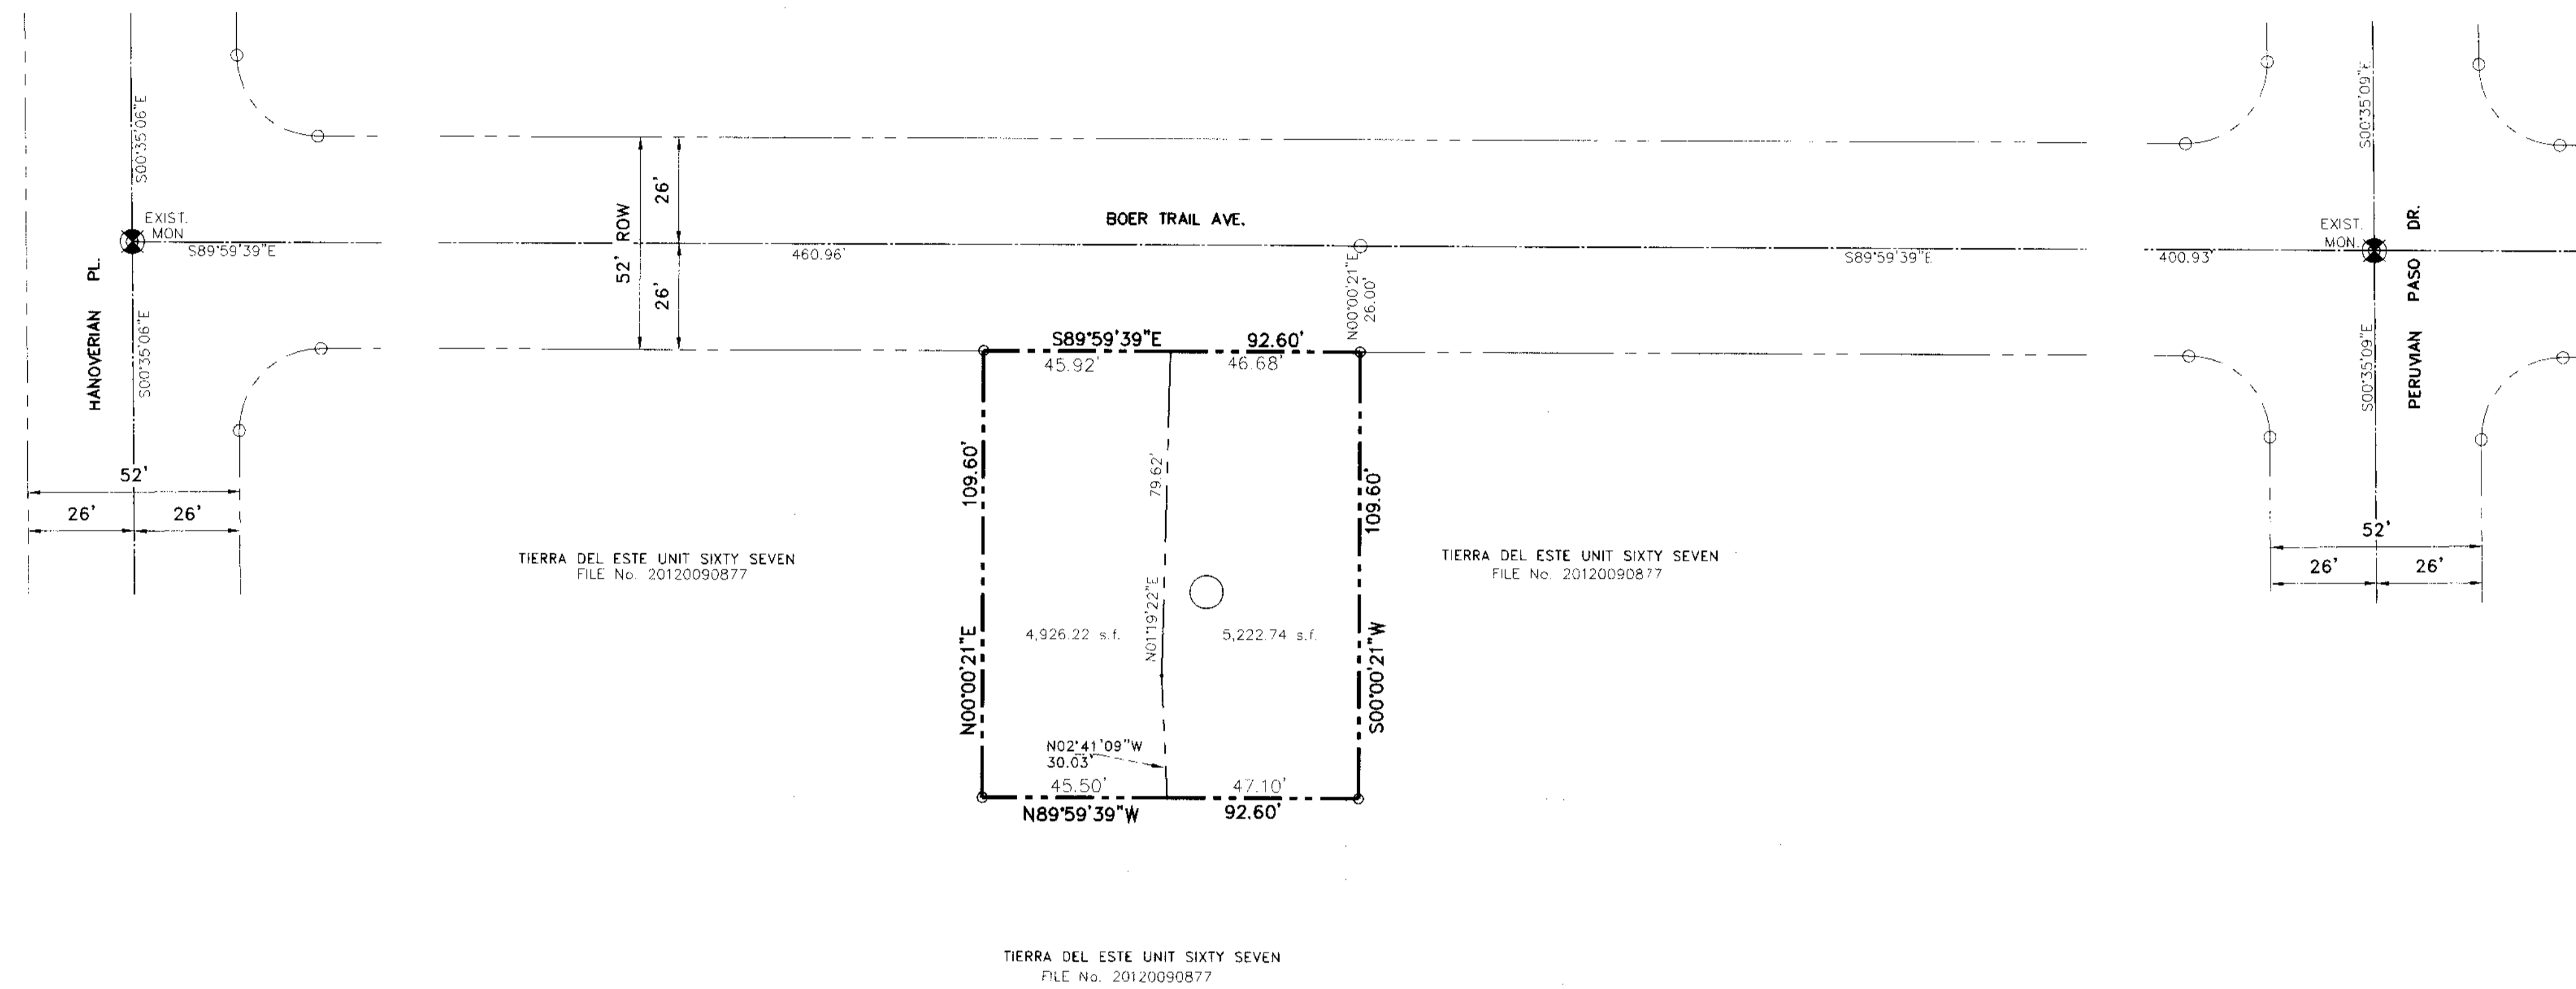 S00°35'06"E
EXIST.
MON
S89°59'39"E
HANOVERIAN PL.
S00°35'06"E
52'
26' 26'
52' ROW
26'
26'
460.96'
BOER TRAIL AVE.
N00°00'21"E
26.00'
S89°59'39"E
400.93'
S00°35'09"E
EXIST.
MON.
PERUVIAN PASO DR.
S00°35'09"E
52'
26' 26'
S89°59'39"E 92.60'
45.92' 46.68'
109.60'
N00°00'21"E
79.62'
N01°19'22"E
109.60'
S00°00'21"W
4,926.22 s.f.
5,222.74 s.f.
N02°41'09"W
30.03'
45.50' 47.10'
N89°59'39"W 92.60'
TIERRA DEL ESTE UNIT SIXTY SEVEN
FILE No. 20120090877
TIERRA DEL ESTE UNIT SIXTY SEVEN
FILE No. 20120090877
TIERRA DEL ESTE UNIT SIXTY SEVEN
FILE No. 20120090877